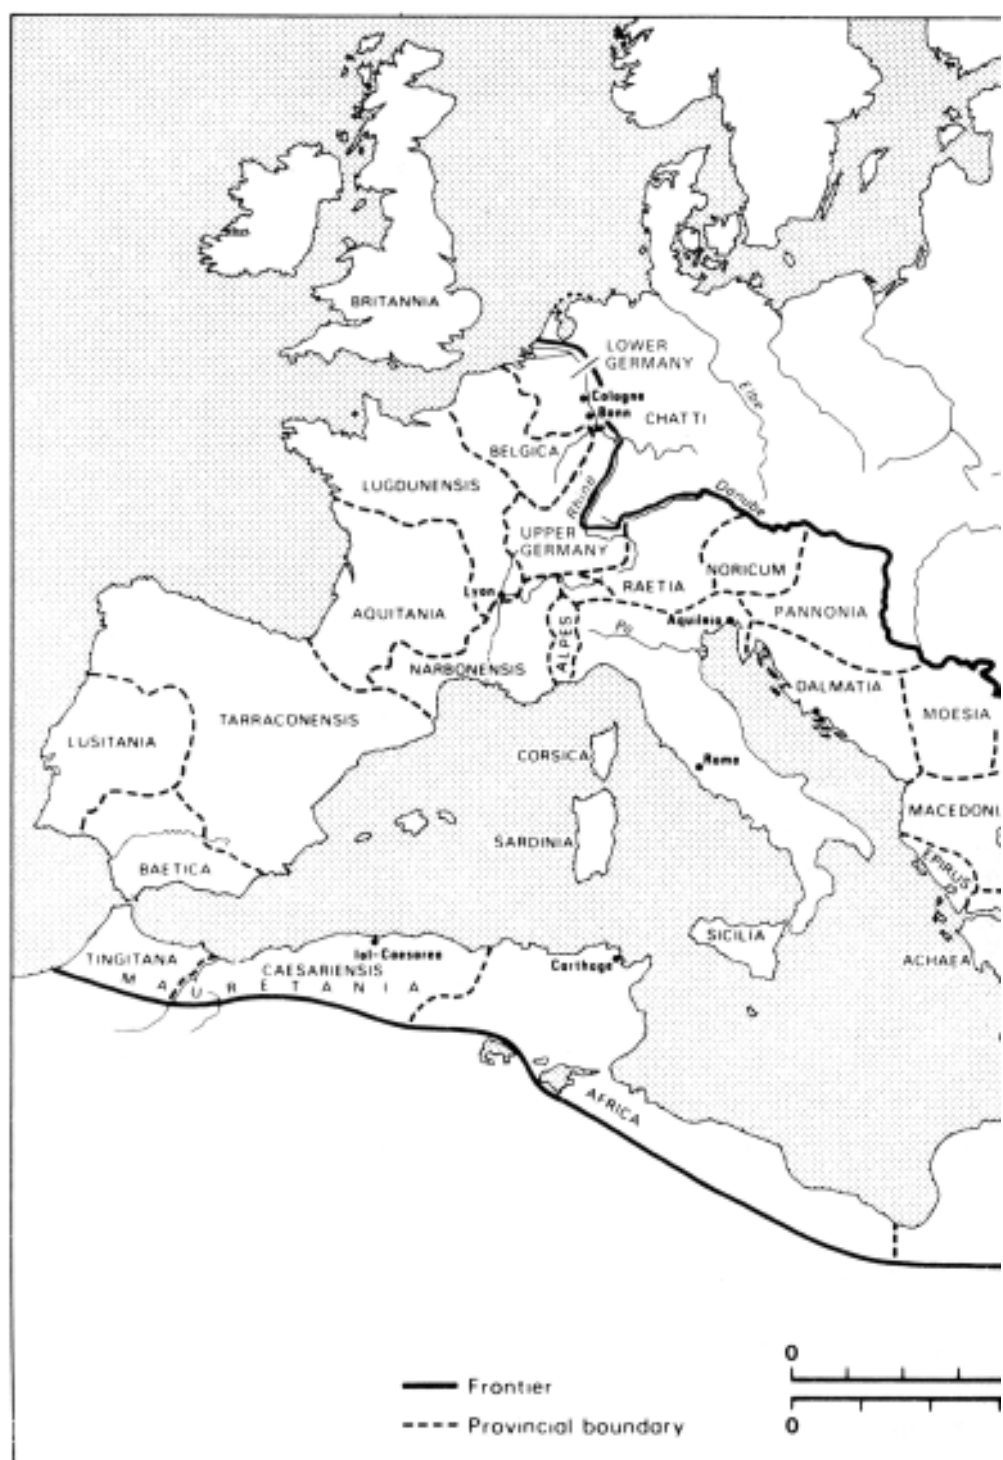 BRITANNIA
LOWER
GERMANY
Cologne
Bonn
CHATTI
Elbe
BELGICA
LUGDUNENSIS
Rhine
Danube
UPPER
GERMANY
NORICUM
RAETIA
Lyon
AQUITANIA
PANNONIA
Aquileia
Po
ALPES
NARBONENSIS
DALMATIA
TARRACONENSIS
MOESIA
LUSITANIA
CORSICA
Rome
MACEDONI
SARDINIA
BAETICA
EPIRUS
SICILIA
TINGITANA
Iol-Caesarea
CAESARIENSIS
Carthage
ACHAEA
MAURETANIA
AFRICA
0
Frontier
0
Provincial boundary